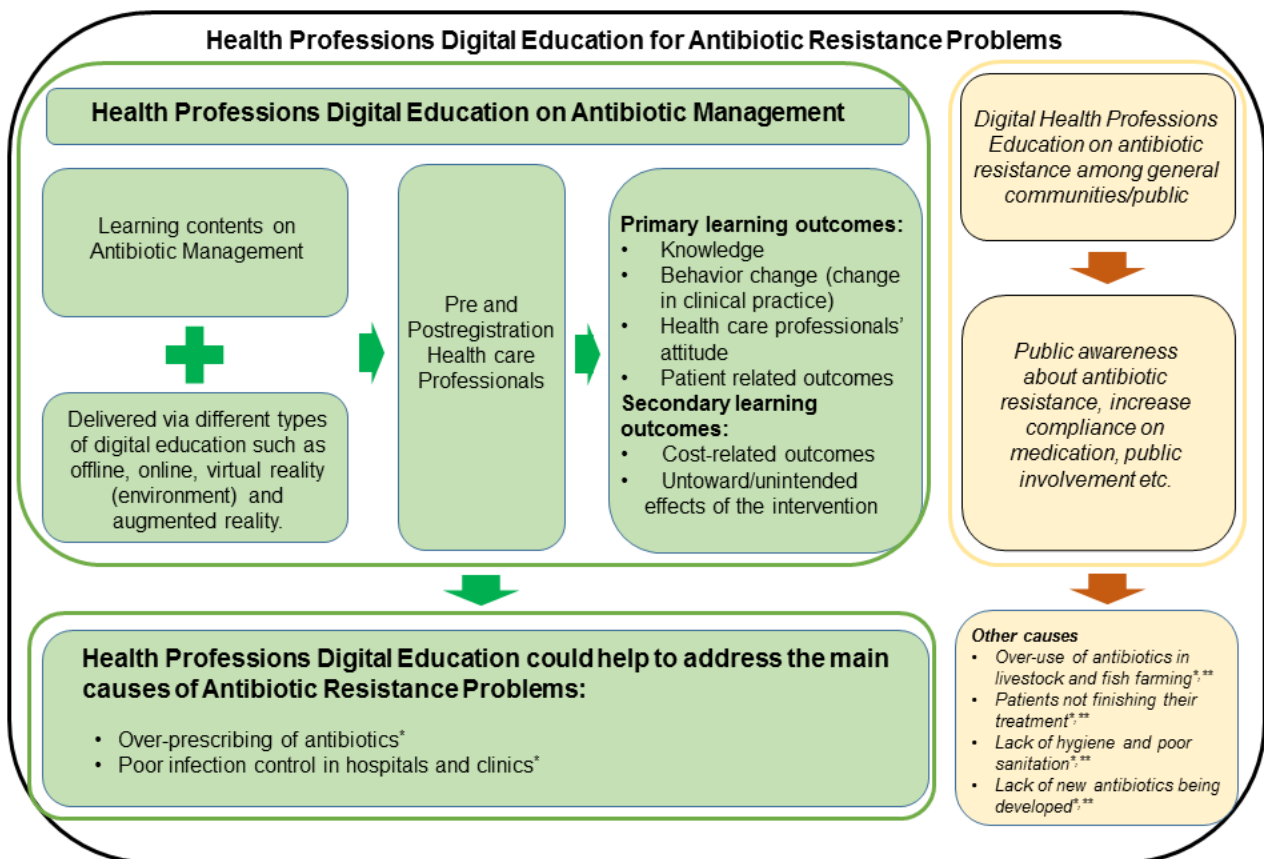 Health Professions Digital Education for Antibiotic Resistance Problems
Health Professions Digital Education on Antibiotic Management
Learning contents on
Antibiotic Management
Delivered via different types
of digital education such as
offline, online, virtual reality
(environment) and
augmented reality.
Pre and
Postregistration
Health care
Professionals
Primary learning outcomes:
• Knowledge
• Behavior change (change
in clinical practice)
• Health care professionals’
attitude
• Patient related outcomes
Secondary learning
outcomes:
• Cost-related outcomes
• Untoward/unintended
effects of the intervention
Health Professions Digital Education could help to address the main
causes of Antibiotic Resistance Problems:
• Over-prescribing of antibiotics*
• Poor infection control in hospitals and clinics*
Digital Health Professions
Education on antibiotic
resistance among general
communities/public
Public awareness
about antibiotic
resistance, increase
compliance on
medication, public
involvement etc.
Other causes
• Over-use of antibiotics in
livestock and fish farming*,**
• Patients not finishing their
treatment*,**
• Lack of hygiene and poor
sanitation*,**
• Lack of new antibiotics being
developed*,**